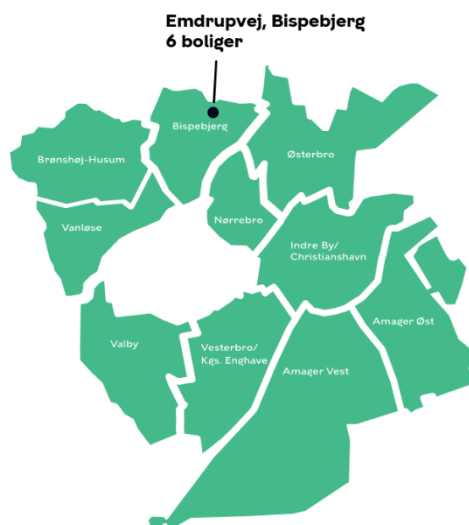 Emdrupvej, Bispebjerg
6 boliger
Bispebjerg
Østerbro
Brønshøj-Husum
Nørrebro
Vanløse
Indre By/
Christianshavn
Amager Øst
Valby
Vesterbro/
Kgs. Enghave
Amager Vest